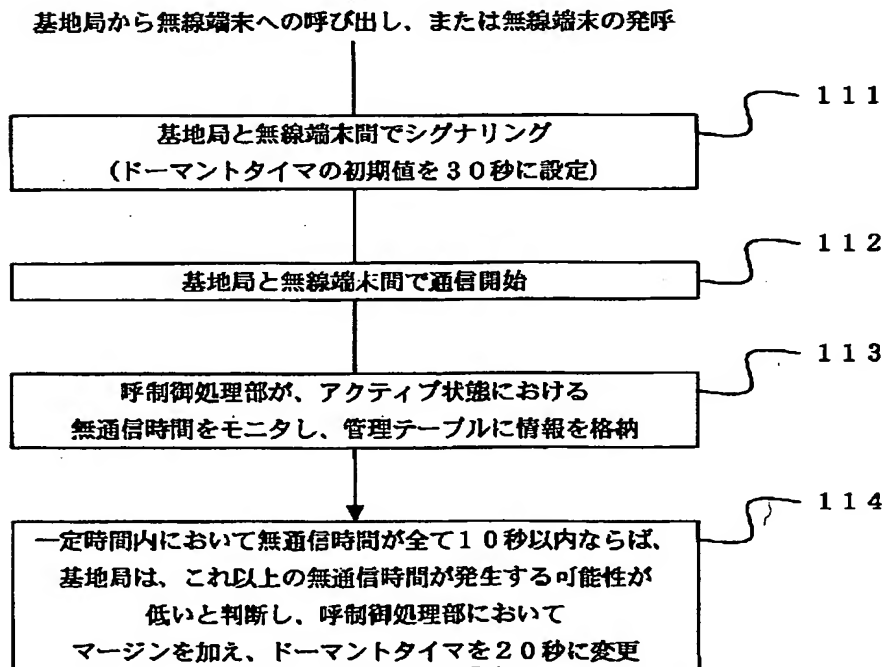 基地局から無線端末への呼び出し、または無線端末の発呼
111
基地局と無線端末間でシグナリング
(ドーマントタイマの初期値を30秒に設定)
112
基地局と無線端末間で通信開始
113
呼制御処理部が、アクティブ状態における
無通信時間をモニタし、管理テーブルに情報を格納
114
一定時間内において無通信時間が全て10秒以内ならば、
基地局は、これ以上の無通信時間が発生する可能性が
低いと判断し、呼制御処理部において
マージンを加え、ドーマントタイマを20秒に変更